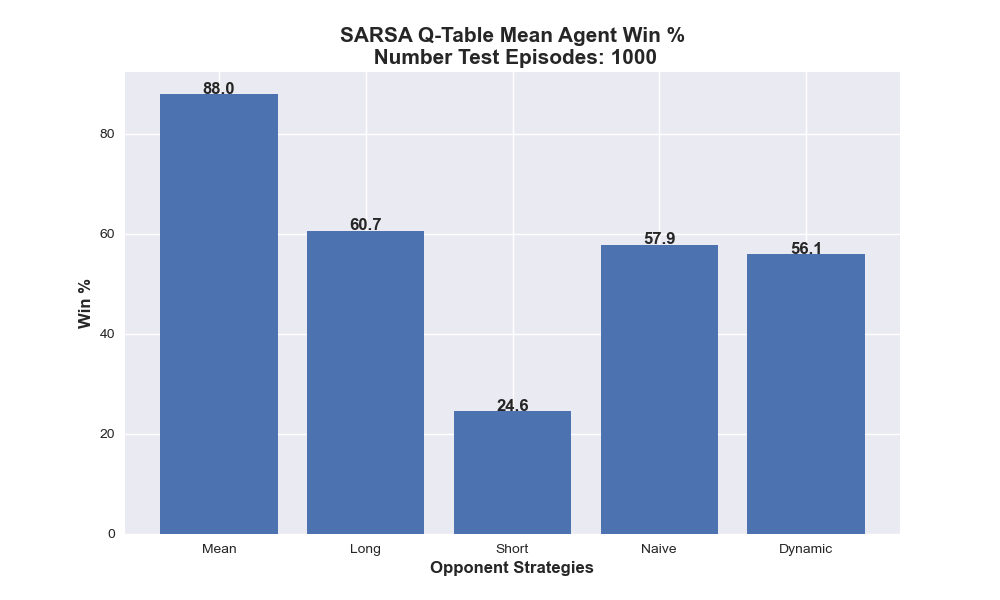 SARSA Q-Table Mean Agent Win %
Number Test Episodes: 1000
88.0
80
60.7
60
57.9
56.1
Win %
40
24.6
20
0
Mean Long Short Naive Dynamic
Opponent Strategies